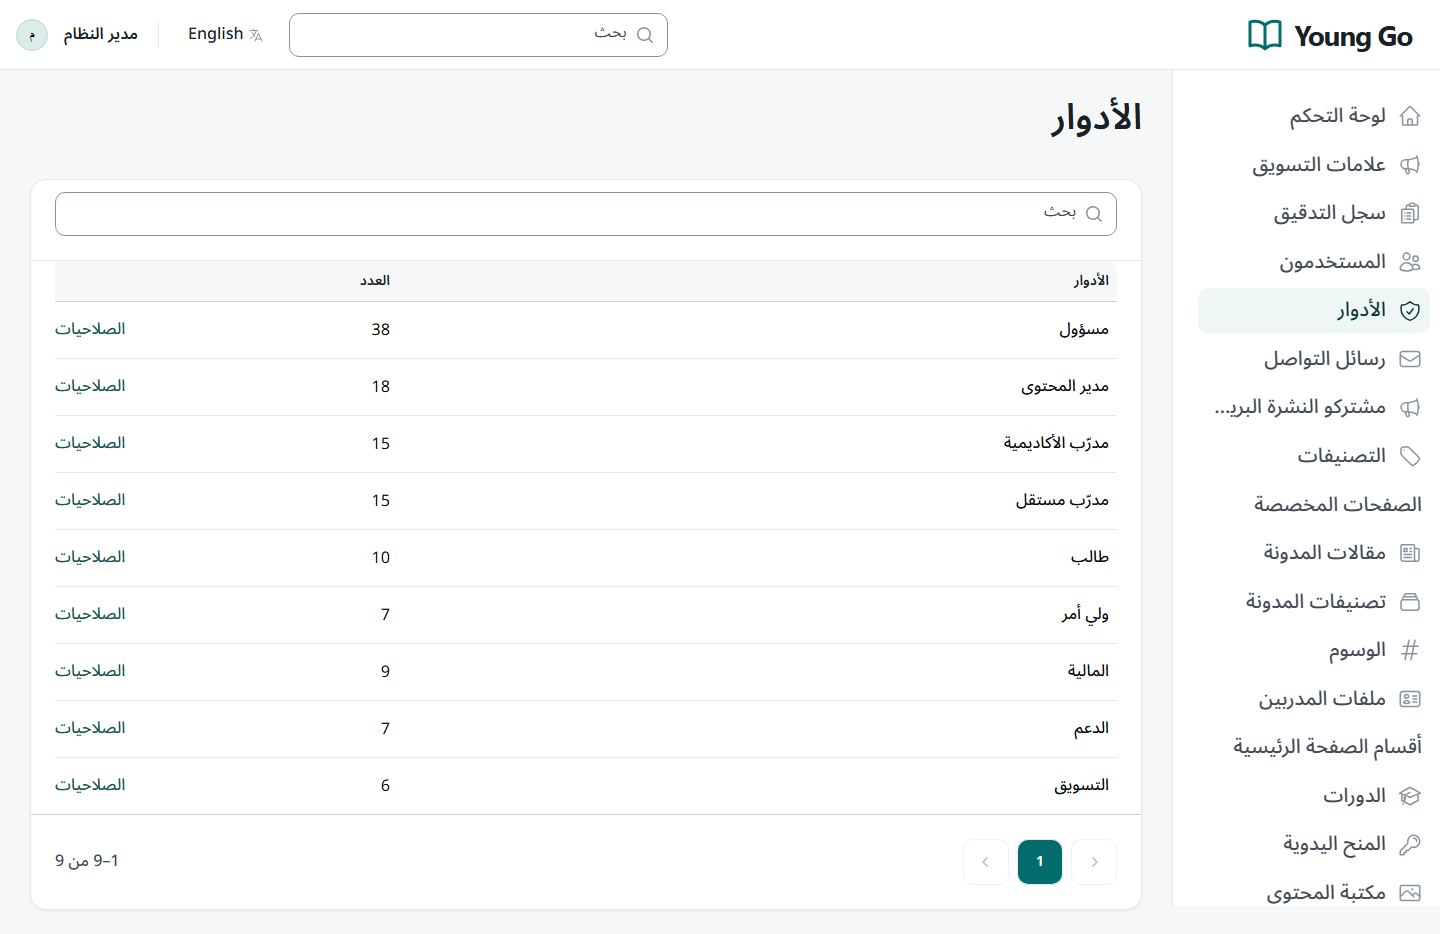 Young Go
بحث
English
مدير النظام
م
لوحة التحكم
علامات التسويق
سجل التدقيق
المستخدمون
الأدوار
رسائل التواصل
مشتركو النشرة البريـ...
التصنيفات
الصفحات المخصصة
مقالات المدونة
تصنيفات المدونة
الوسوم
ملفات المدربين
أقسام الصفحة الرئيسية
الدورات
المنح اليدوية
مكتبة المحتوى
الأدوار
بحث
الأدوار العدد
مسؤول 38 الصلاحيات
مدير المحتوى 18 الصلاحيات
مدرّب الأكاديمية 15 الصلاحيات
مدرّب مستقل 15 الصلاحيات
طالب 10 الصلاحيات
ولي أمر 7 الصلاحيات
المالية 9 الصلاحيات
الدعم 7 الصلاحيات
التسويق 6 الصلاحيات
1
1–9 من 9